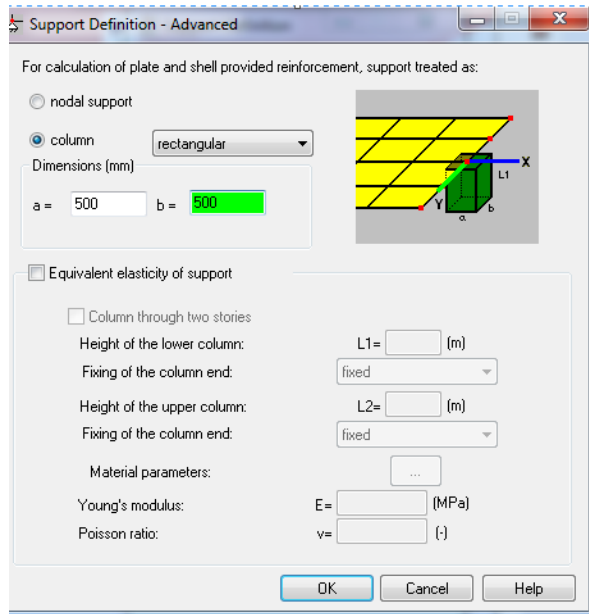 Support Definition - Advanced
For calculation of plate and shell provided reinforcement, support treated as:
nodal support
column rectangular
Dimensions (mm)
a = 500 b = 500
X
L1
Y
b
a
Equivalent elasticity of support
Column through two stories
Height of the lower column: L1= (m)
Fixing of the column end: fixed
Height of the upper column: L2= (m)
Fixing of the column end: fixed
Material parameters: ...
Young's modulus: E= (MPa)
Poisson ratio: v= (-)
OK Cancel Help